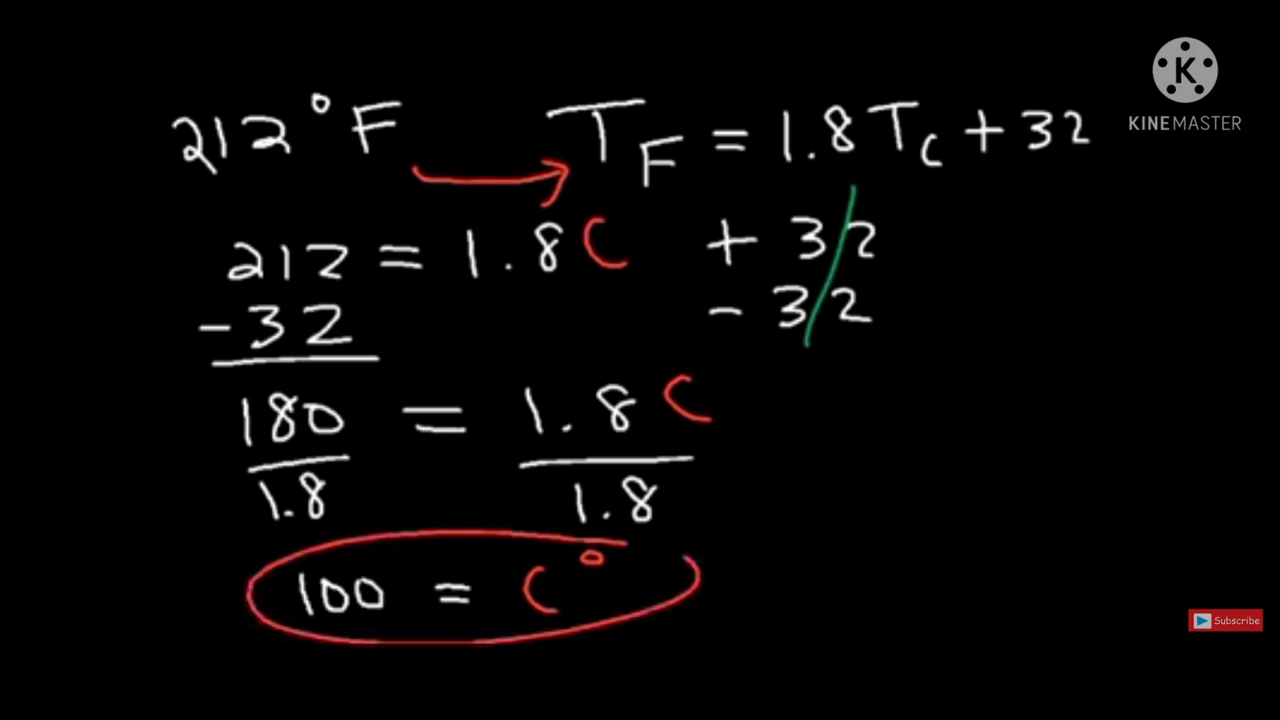 212°F → T_F = 1.8T_C + 32
K
KINEMASTER
212 = 1.8C + 32
-32 - 32
180 = 1.8C
1.8 1.8
100 = C°
Subscribe